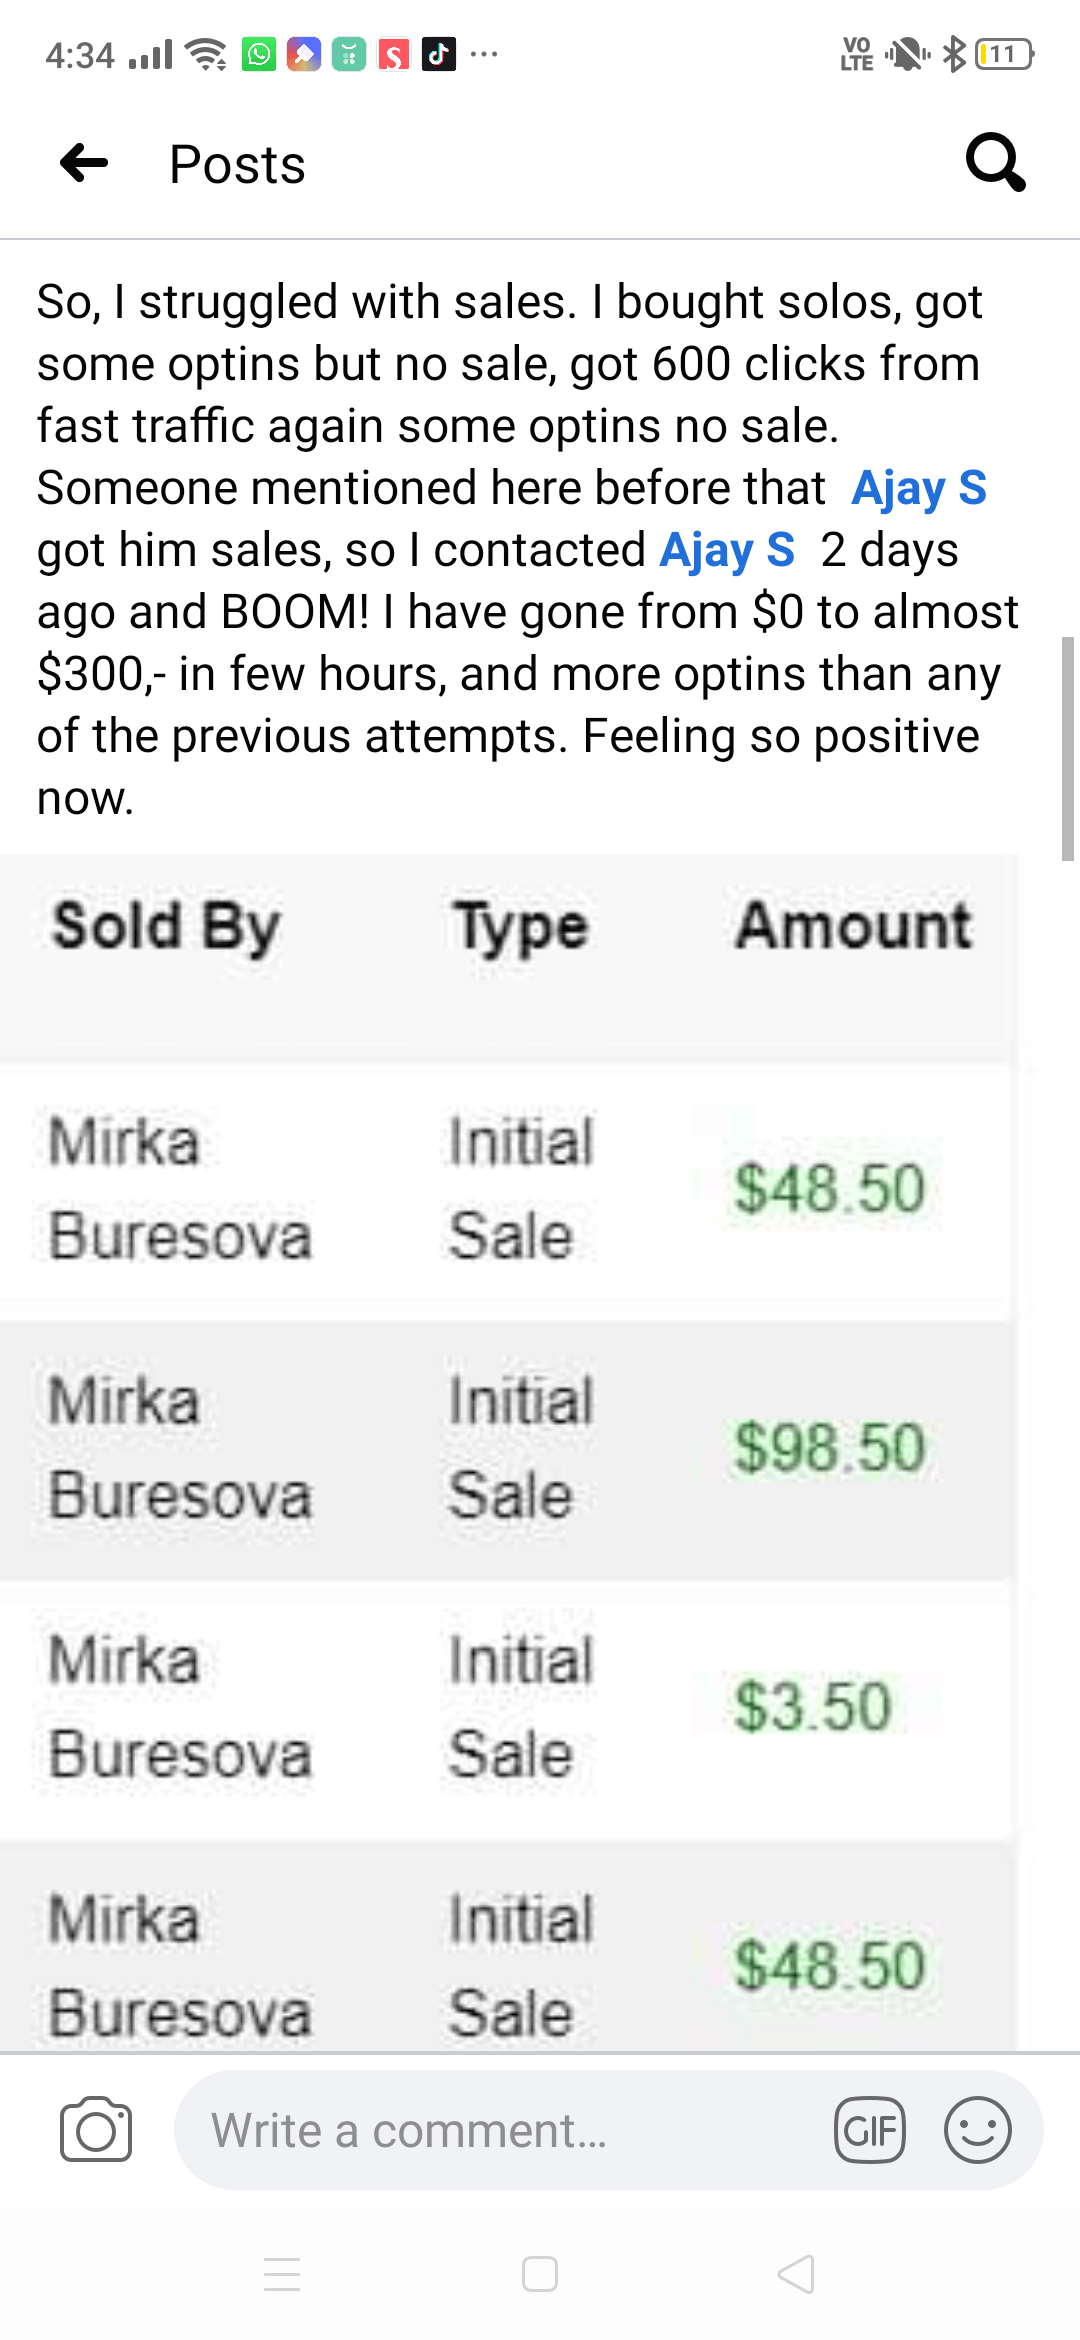 4:34
VO LTE 11
Posts
So, I struggled with sales. I bought solos, got
some optins but no sale, got 600 clicks from
fast traffic again some optins no sale.
Someone mentioned here before that Ajay S
got him sales, so I contacted Ajay S 2 days
ago and BOOM! I have gone from $0 to almost
$300,- in few hours, and more optins than any
of the previous attempts. Feeling so positive
now.
Sold By Type Amount
Mirka Buresova Initial Sale $48.50
Mirka Buresova Initial Sale $98.50
Mirka Buresova Initial Sale $3.50
Mirka Buresova Initial Sale $48.50
Write a comment... GIF